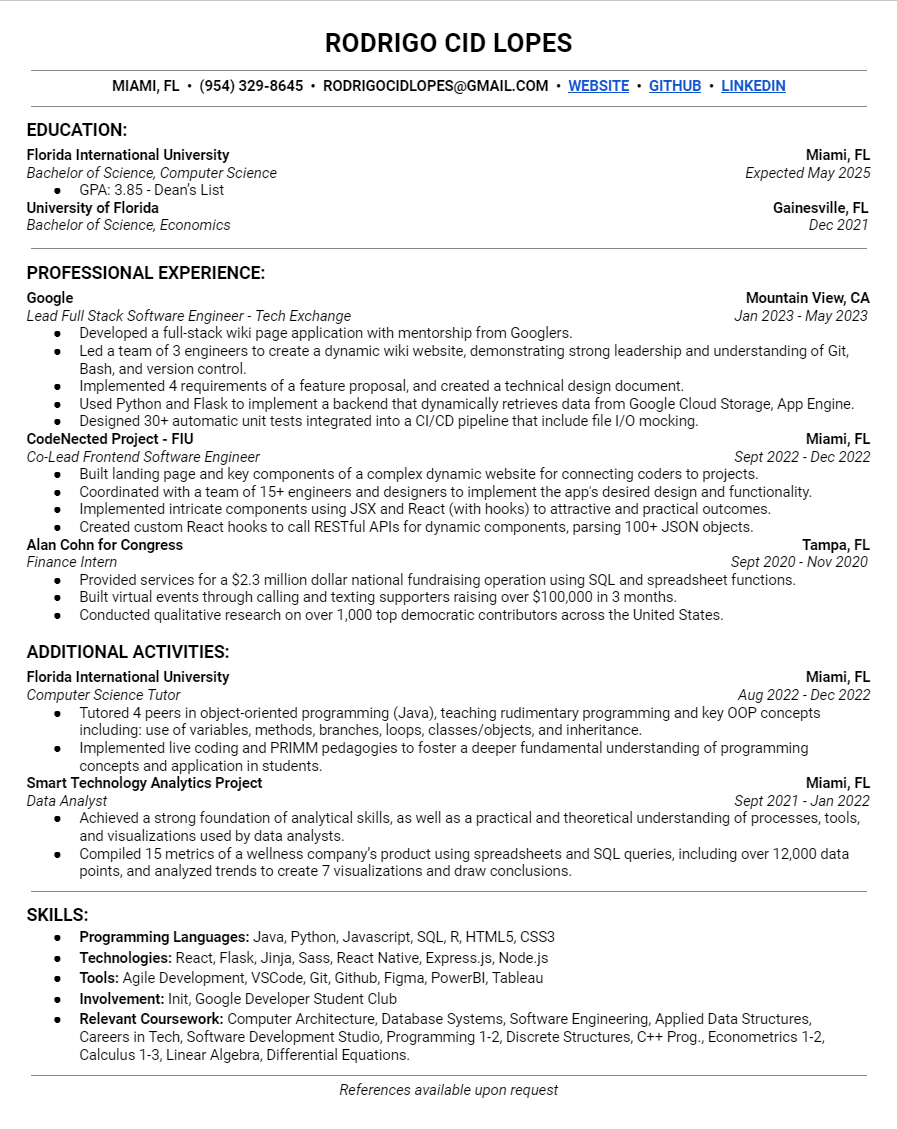 RODRIGO CID LOPES
MIAMI, FL • (954) 329-8645 • RODRIGOCIDLOPES@GMAIL.COM • WEBSITE • GITHUB • LINKEDIN
EDUCATION:
Florida International University Miami, FL
Bachelor of Science, Computer Science Expected May 2025
● GPA: 3.85 - Dean's List
University of Florida Gainesville, FL
Bachelor of Science, Economics Dec 2021
PROFESSIONAL EXPERIENCE:
Google Mountain View, CA
Lead Full Stack Software Engineer - Tech Exchange Jan 2023 - May 2023
● Developed a full-stack wiki page application with mentorship from Googlers.
● Led a team of 3 engineers to create a dynamic wiki website, demonstrating strong leadership and understanding of Git,
Bash, and version control.
● Implemented 4 requirements of a feature proposal, and created a technical design document.
● Used Python and Flask to implement a backend that dynamically retrieves data from Google Cloud Storage, App Engine.
● Designed 30+ automatic unit tests integrated into a CI/CD pipeline that include file I/O mocking.
CodeNected Project - FIU Miami, FL
Co-Lead Frontend Software Engineer Sept 2022 - Dec 2022
● Built landing page and key components of a complex dynamic website for connecting coders to projects.
● Coordinated with a team of 15+ engineers and designers to implement the app's desired design and functionality.
● Implemented intricate components using JSX and React (with hooks) to attractive and practical outcomes.
● Created custom React hooks to call RESTful APIs for dynamic components, parsing 100+ JSON objects.
Alan Cohn for Congress Tampa, FL
Finance Intern Sept 2020 - Nov 2020
● Provided services for a $2.3 million dollar national fundraising operation using SQL and spreadsheet functions.
● Built virtual events through calling and texting supporters raising over $100,000 in 3 months.
● Conducted qualitative research on over 1,000 top democratic contributors across the United States.
ADDITIONAL ACTIVITIES:
Florida International University Miami, FL
Computer Science Tutor Aug 2022 - Dec 2022
● Tutored 4 peers in object-oriented programming (Java), teaching rudimentary programming and key OOP concepts
including: use of variables, methods, branches, loops, classes/objects, and inheritance.
● Implemented live coding and PRIMM pedagogies to foster a deeper fundamental understanding of programming
concepts and application in students.
Smart Technology Analytics Project Miami, FL
Data Analyst Sept 2021 - Jan 2022
● Achieved a strong foundation of analytical skills, as well as a practical and theoretical understanding of processes, tools,
and visualizations used by data analysts.
● Compiled 15 metrics of a wellness company's product using spreadsheets and SQL queries, including over 12,000 data
points, and analyzed trends to create 7 visualizations and draw conclusions.
SKILLS:
● Programming Languages: Java, Python, Javascript, SQL, R, HTML5, CSS3
● Technologies: React, Flask, Jinja, Sass, React Native, Express.js, Node.js
● Tools: Agile Development, VSCode, Git, Github, Figma, PowerBI, Tableau
● Involvement: Init, Google Developer Student Club
● Relevant Coursework: Computer Architecture, Database Systems, Software Engineering, Applied Data Structures,
Careers in Tech, Software Development Studio, Programming 1-2, Discrete Structures, C++ Prog., Econometrics 1-2,
Calculus 1-3, Linear Algebra, Differential Equations.
References available upon request